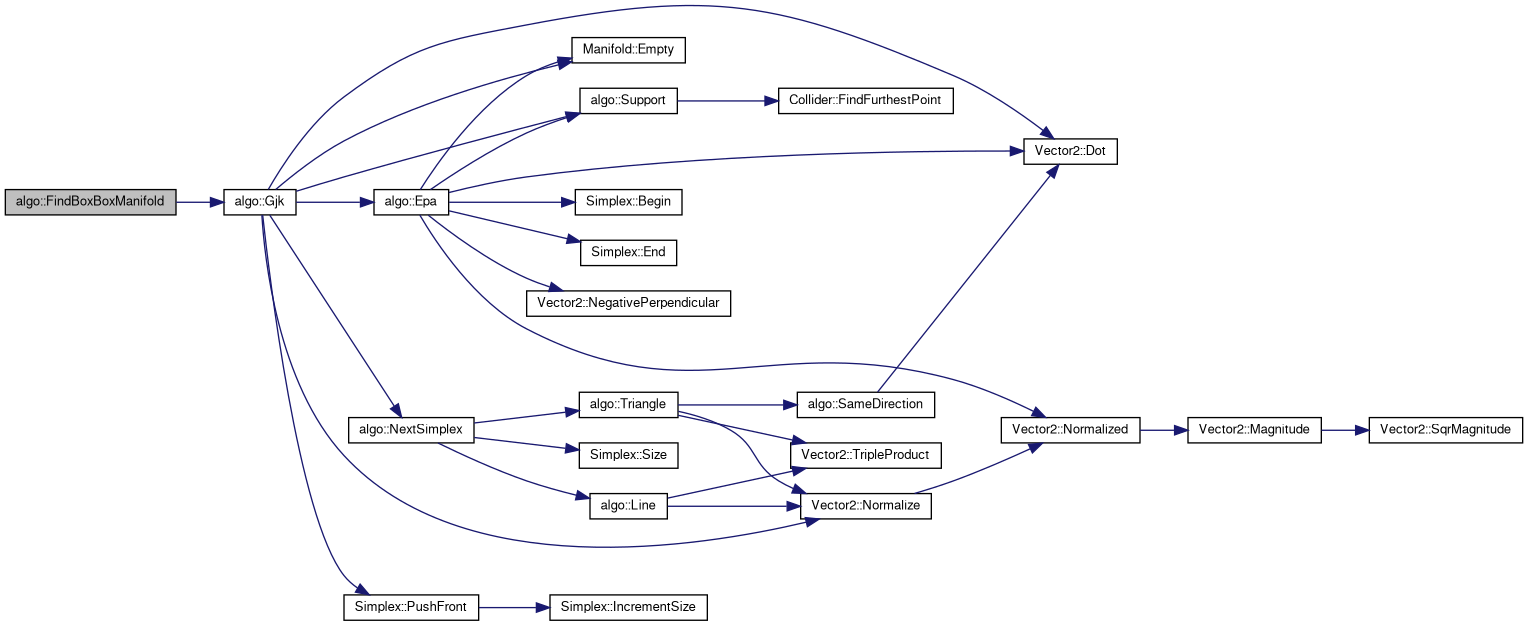 Manifold::Empty
algo::Support
Collider::FindFurthestPoint
Vector2::Dot
algo::FindBoxBoxManifold
algo::Gjk
algo::Epa
Simplex::Begin
Simplex::End
Vector2::NegativePerpendicular
algo::Triangle
algo::SameDirection
algo::NextSimplex
Vector2::Normalized
Vector2::Magnitude
Vector2::SqrMagnitude
Simplex::Size
Vector2::TripleProduct
algo::Line
Vector2::Normalize
Simplex::PushFront
Simplex::IncrementSize